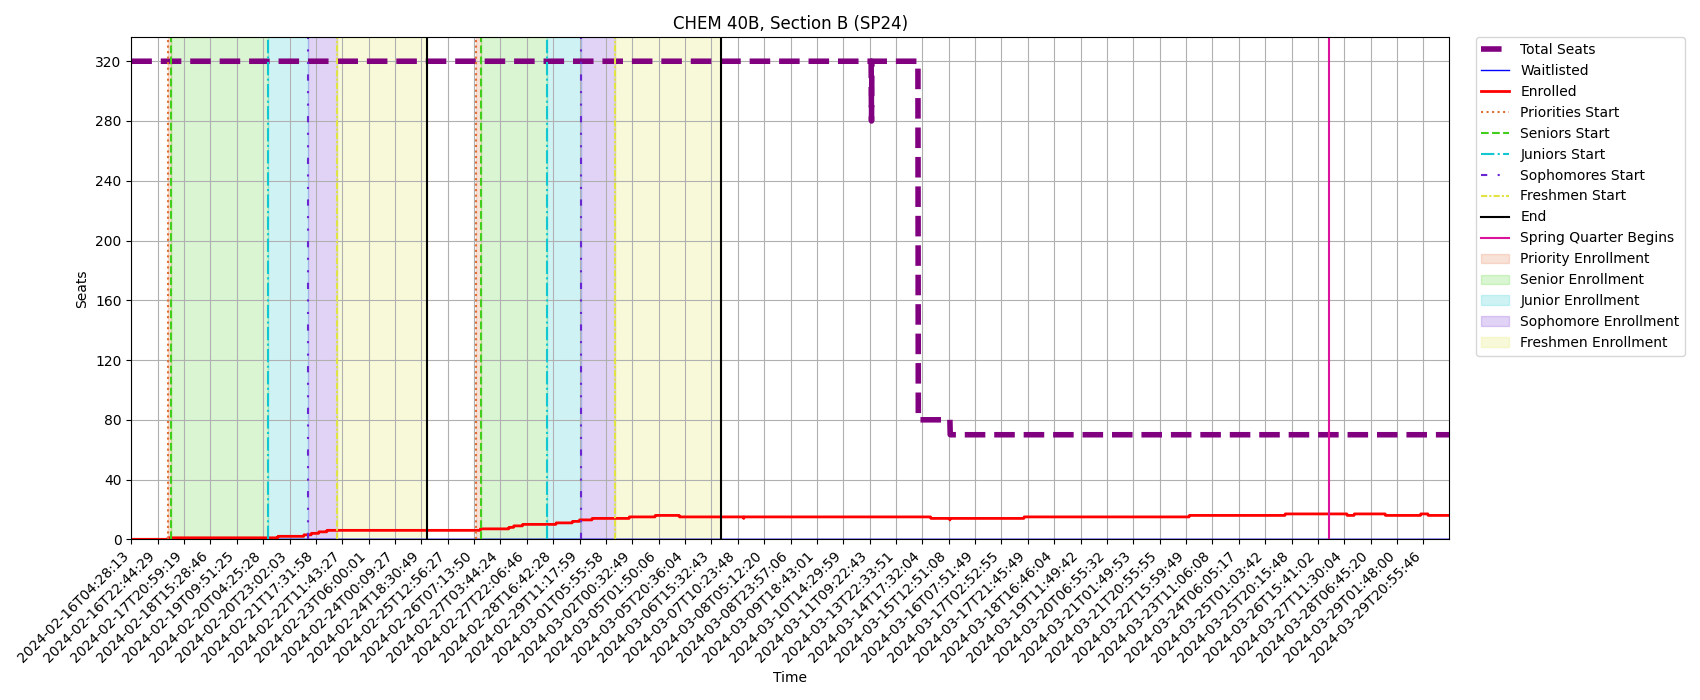 CHEM 40B, Section B (SP24)
Seats
320
280
240
200
160
120
80
40
0
2024-02-16T04:28:13
2024-02-16T22:44:29
2024-02-17T20:59:19
2024-02-18T15:28:46
2024-02-19T09:51:25
2024-02-20T04:25:28
2024-02-20T23:02:03
2024-02-21T17:31:58
2024-02-22T11:43:27
2024-02-23T06:00:01
2024-02-24T00:09:27
2024-02-24T18:30:49
2024-02-25T12:56:27
2024-02-26T07:13:50
2024-02-27T03:44:24
2024-02-27T22:06:46
2024-02-28T16:42:28
2024-02-29T11:17:59
2024-03-01T05:55:58
2024-03-02T00:32:49
2024-03-05T01:50:06
2024-03-05T20:36:04
2024-03-06T15:32:43
2024-03-07T10:23:48
2024-03-08T05:12:20
2024-03-08T23:57:06
2024-03-09T18:43:01
2024-03-10T14:29:59
2024-03-11T09:22:43
2024-03-13T22:33:51
2024-03-14T17:32:04
2024-03-15T12:51:08
2024-03-16T07:51:49
2024-03-17T02:52:55
2024-03-17T21:45:49
2024-03-18T16:46:04
2024-03-19T11:49:42
2024-03-20T06:55:32
2024-03-21T01:49:53
2024-03-21T20:55:55
2024-03-22T15:59:49
2024-03-23T11:06:08
2024-03-24T06:05:17
2024-03-25T01:03:42
2024-03-25T20:15:48
2024-03-26T15:41:02
2024-03-27T11:30:04
2024-03-28T06:45:20
2024-03-29T01:48:00
2024-03-29T20:55:46
Time
Total Seats
Waitlisted
Enrolled
Priorities Start
Seniors Start
Juniors Start
Sophomores Start
Freshmen Start
End
Spring Quarter Begins
Priority Enrollment
Senior Enrollment
Junior Enrollment
Sophomore Enrollment
Freshmen Enrollment